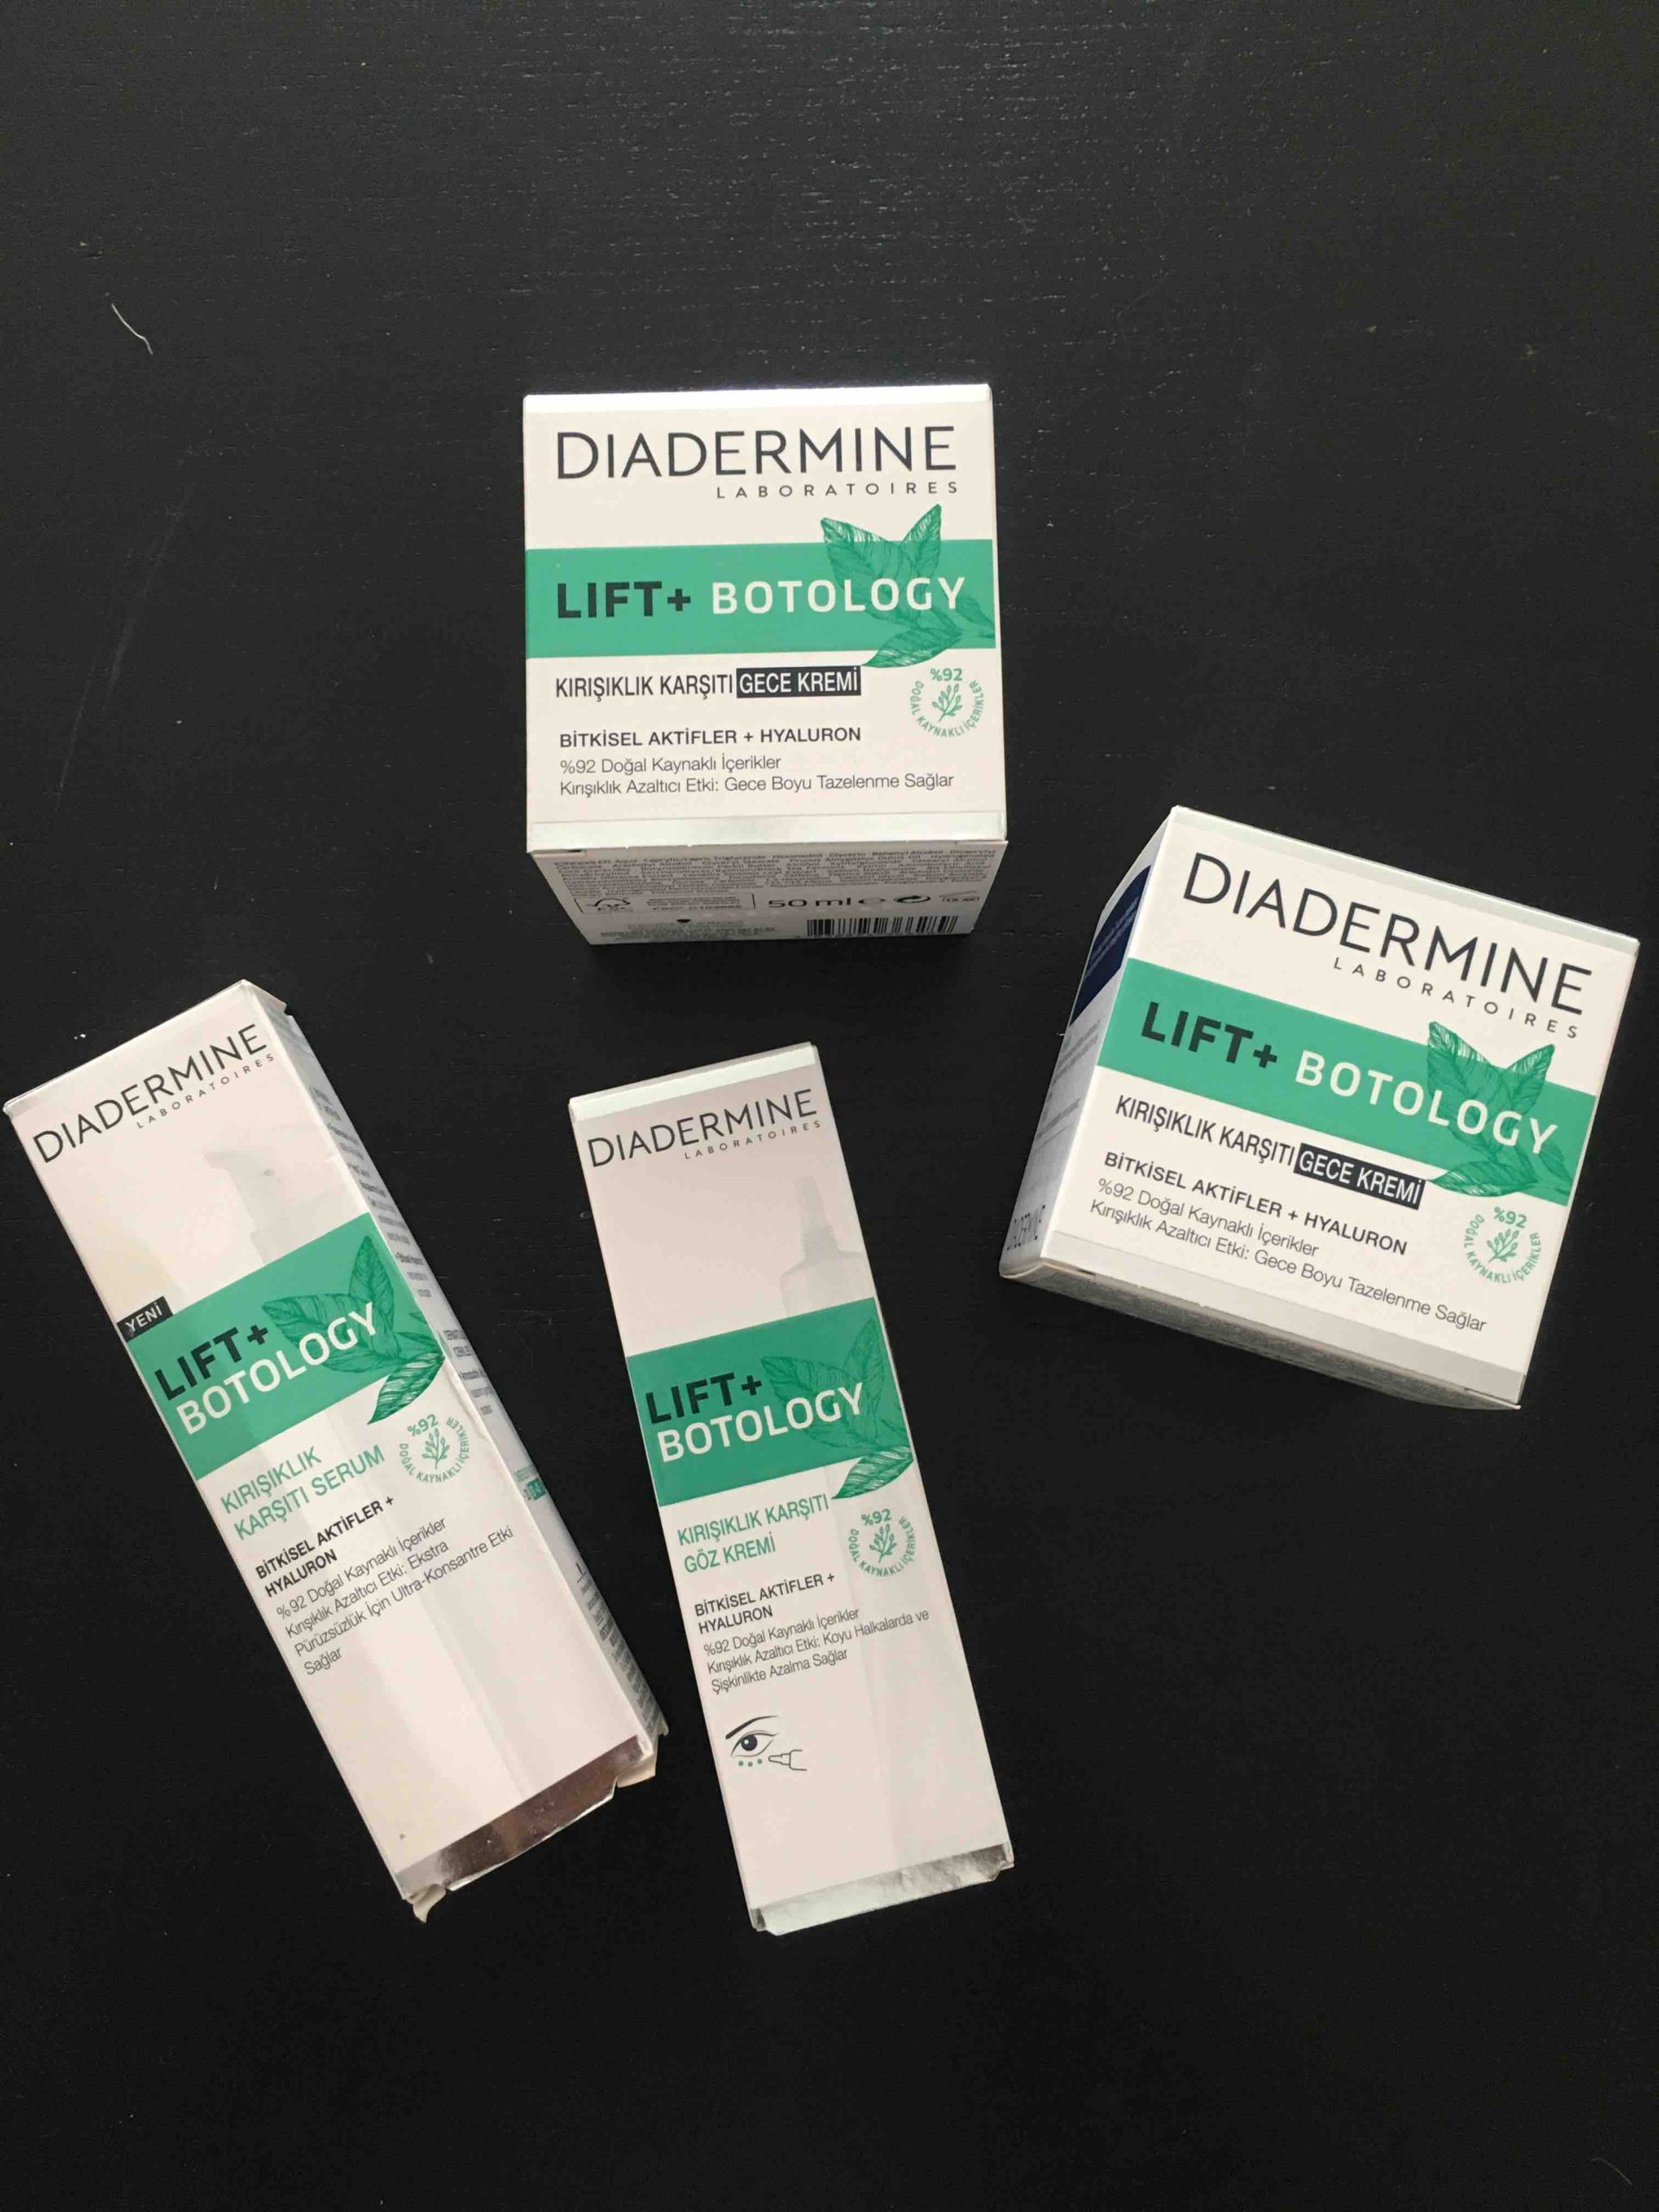 DIADERMINE
LABORATOIRES
LIFT+ BOTOLOGY
KIRIŞIKLIK KARŞITI GECE KREMİ
%92
DOĞAL KAYNAKLI İÇERİKLER
BİTKİSEL AKTİFLER + HYALURON
%92 Doğal Kaynaklı İçerikler
Kırışıklık Azaltıcı Etki: Gece Boyu Tazelenme Sağlar
50 ml e
DIADERMINE
LABORATOIRES
LIFT+ BOTOLOGY
KIRIŞIKLIK KARŞITI GECE KREMİ
BİTKİSEL AKTİFLER + HYALURON
%92 Doğal Kaynaklı İçerikler
Kırışıklık Azaltıcı Etki: Gece Boyu Tazelenme Sağlar
%92
DOĞAL KAYNAKLI İÇERİKLER
DIADERMINE
DIADERMINE
LABORATOIRES
YENİ
LIFT+
BOTOLOGY
KIRIŞIKLIK
KARŞITI SERUM
%92
DOĞAL KAYNAKLI İÇERİKLER
BİTKİSEL AKTİFLER +
HYALURON
%92 Doğal Kaynaklı İçerikler
Kırışıklık Azaltıcı Etki: Ekstra
Pürüzsüzlük İçin Ultra-Konsantre Etki
Sağlar
DIADERMINE
LABORATOIRES
LIFT+
BOTOLOGY
KIRIŞIKLIK KARŞITI
GÖZ KREMİ
%92
DOĞAL KAYNAKLI İÇERİKLER
BİTKİSEL AKTİFLER +
HYALURON
%92 Doğal Kaynaklı İçerikler
Kırışıklık Azaltıcı Etki: Koyu Halkalarda ve
Şişkinlikte Azalma Sağlar